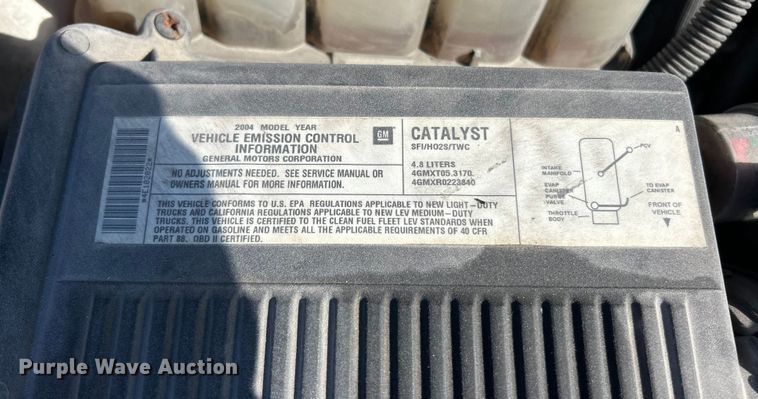 2004 MODEL YEAR
VEHICLE EMISSION CONTROL
INFORMATION
GENERAL MOTORS CORPORATION
GM
NO ADJUSTMENTS NEEDED. SEE SERVICE MANUAL OR
OWNERS MANUAL FOR MORE INFORMATION.
CATALYST
SFI/HO2S/TWC
4.8 LITERS
4GMXT05.3170.
4GMXR0223840
THIS VEHICLE CONFORMS TO U.S. EPA REGULATIONS APPLICABLE TO NEW LIGHT-DUTY
TRUCKS AND CALIFORNIA REGULATIONS APPLICABLE TO NEW LEV MEDIUM-DUTY
TRUCKS. THIS VEHICLE IS CERTIFIED TO THE CLEAN FUEL FLEET LEV STANDARDS WHEN
OPERATED ON GASOLINE AND MEETS ALL THE APPLICABLE REQUIREMENTS OF 40 CFR
PART 88. OBD II CERTIFIED.
A
PCV
INTAKE
MANIFOLD
EVAP
CANISTER
PURGE
VALVE
THROTTLE
BODY
TO EVAP
CANISTER
FRONT OF
VEHICLE
Purple Wave Auction